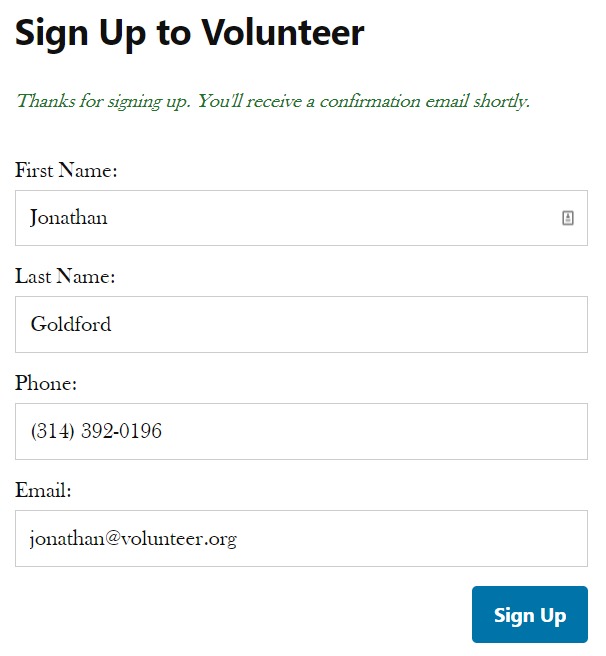 Sign Up to Volunteer
Thanks for signing up. You'll receive a confirmation email shortly.
First Name:
Jonathan
Last Name:
Goldford
Phone:
(314) 392-0196
Email:
jonathan@volunteer.org
Sign Up